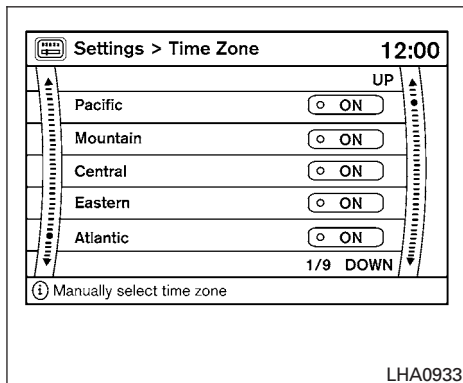 Settings > Time Zone 12:00
UP
Pacific ON
Mountain ON
Central ON
Eastern ON
Atlantic ON
1/9 DOWN
i Manually select time zone
LHA0933